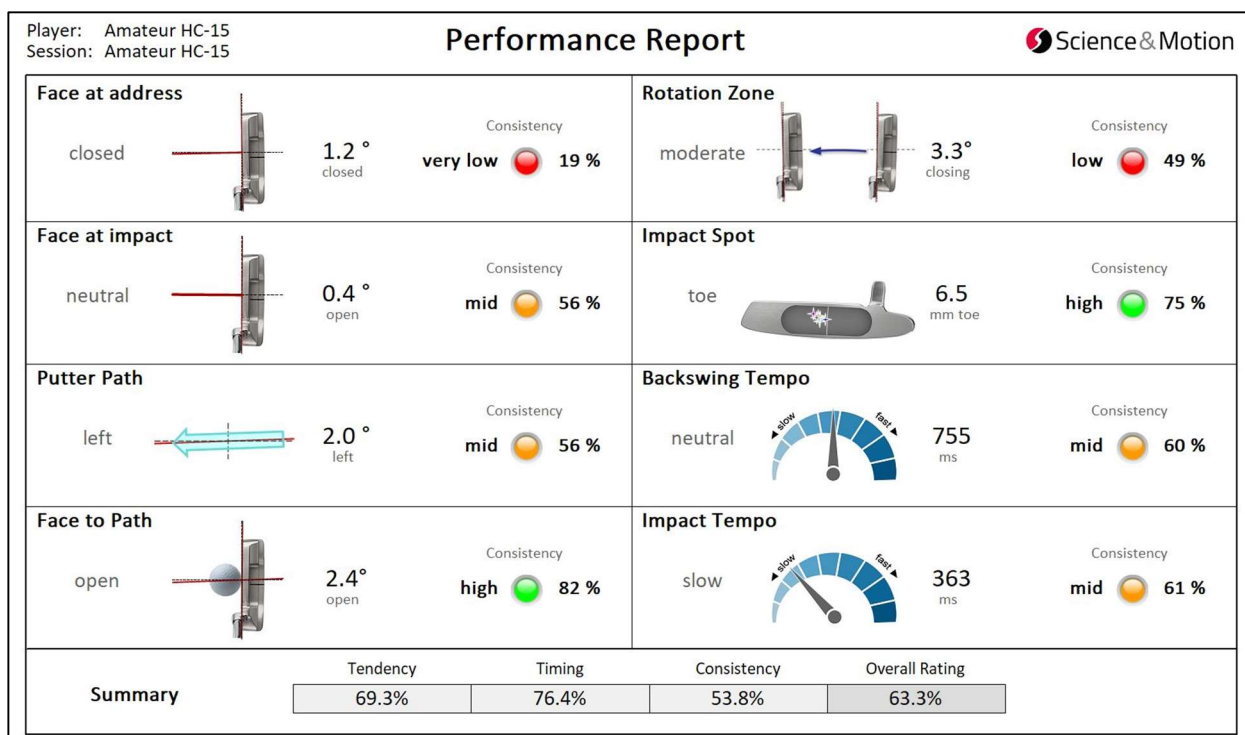 Player: Amateur HC-15
Session: Amateur HC-15
Performance Report
Science&Motion
Face at address
closed
1.2 °
closed
Consistency
very low 19 %
Rotation Zone
moderate
3.3°
closing
Consistency
low 49 %
Face at impact
neutral
0.4 °
open
Consistency
mid 56 %
Impact Spot
toe
6.5
mm toe
Consistency
high 75 %
Putter Path
left
2.0 °
left
Consistency
mid 56 %
Backswing Tempo
neutral
slow
fast
755
ms
Consistency
mid 60 %
Face to Path
open
2.4°
open
Consistency
high 82 %
Impact Tempo
slow
slow
fast
363
ms
Consistency
mid 61 %
Summary
Tendency Timing Consistency Overall Rating
69.3% 76.4% 53.8% 63.3%